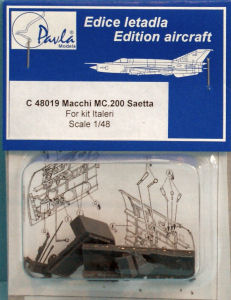 Pavla
Models
Edice letadla
Edition aircraft
C 48019 Macchi MC.200 Saetta
For kit Italeri
Scale 1/48